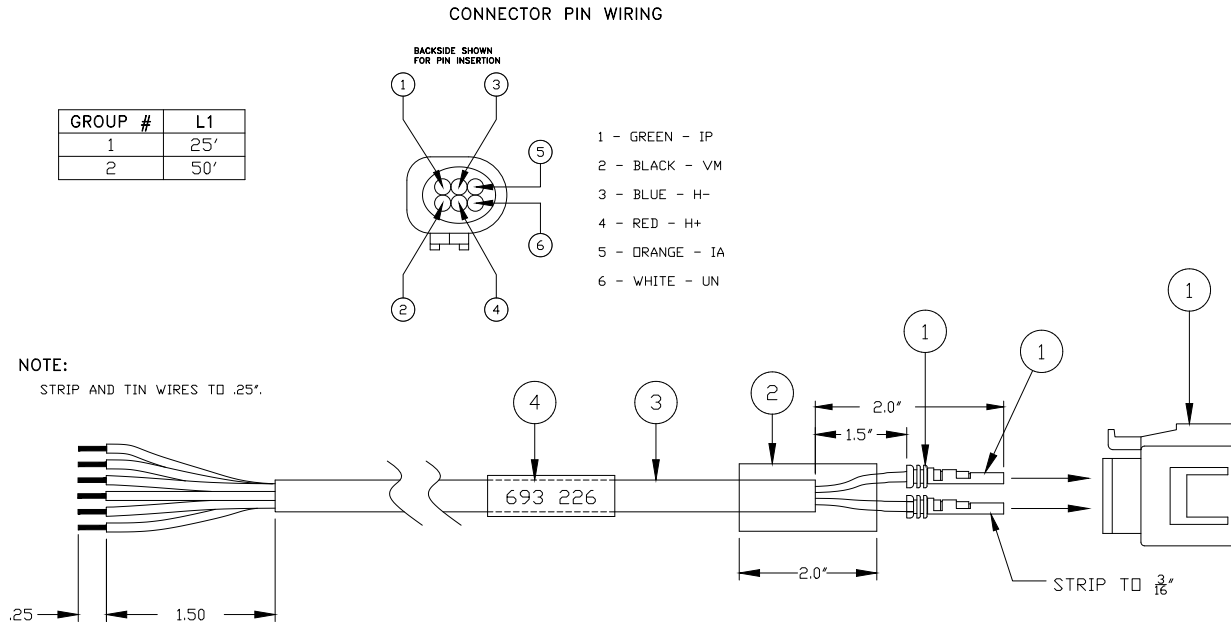 CONNECTOR PIN WIRING
BACKSIDE SHOWN
FOR PIN INSERTION
1
3
5
6
2
4
GROUP # L1
1 25'
2 50'
1 - GREEN - IP
2 - BLACK - VM
3 - BLUE - H-
4 - RED - H+
5 - ORANGE - IA
6 - WHITE - UN
NOTE:
STRIP AND TIN WIRES TO .25".
4
3
2
1
1
1
2.0"
1.5"
693 226
2.0"
STRIP TO 3/16"
.25
1.50